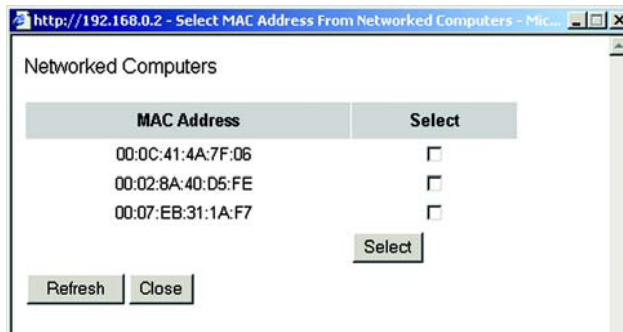 http://192.168.0.2 - Select MAC Address From Networked Computers - Mic...
Networked Computers
MAC Address Select
00:0C:41:4A:7F:06
00:02:8A:40:D5:FE
00:07:EB:31:1A:F7
Select
Refresh Close